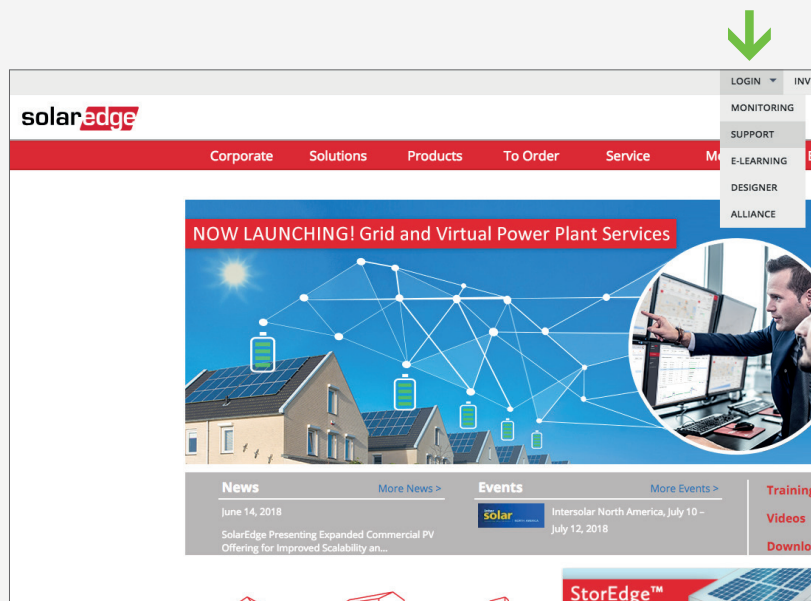 LOGIN
MONITORING
SUPPORT
E-LEARNING
DESIGNER
ALLIANCE
solaredge
Corporate Solutions Products To Order Service
NOW LAUNCHING! Grid and Virtual Power Plant Services
News More News >
June 14, 2018
SolarEdge Presenting Expanded Commercial PV
Offering for Improved Scalability an...
Events More Events >
solar
Intersolar North America, July 10 –
July 12, 2018
Training
Videos
StorEdge™